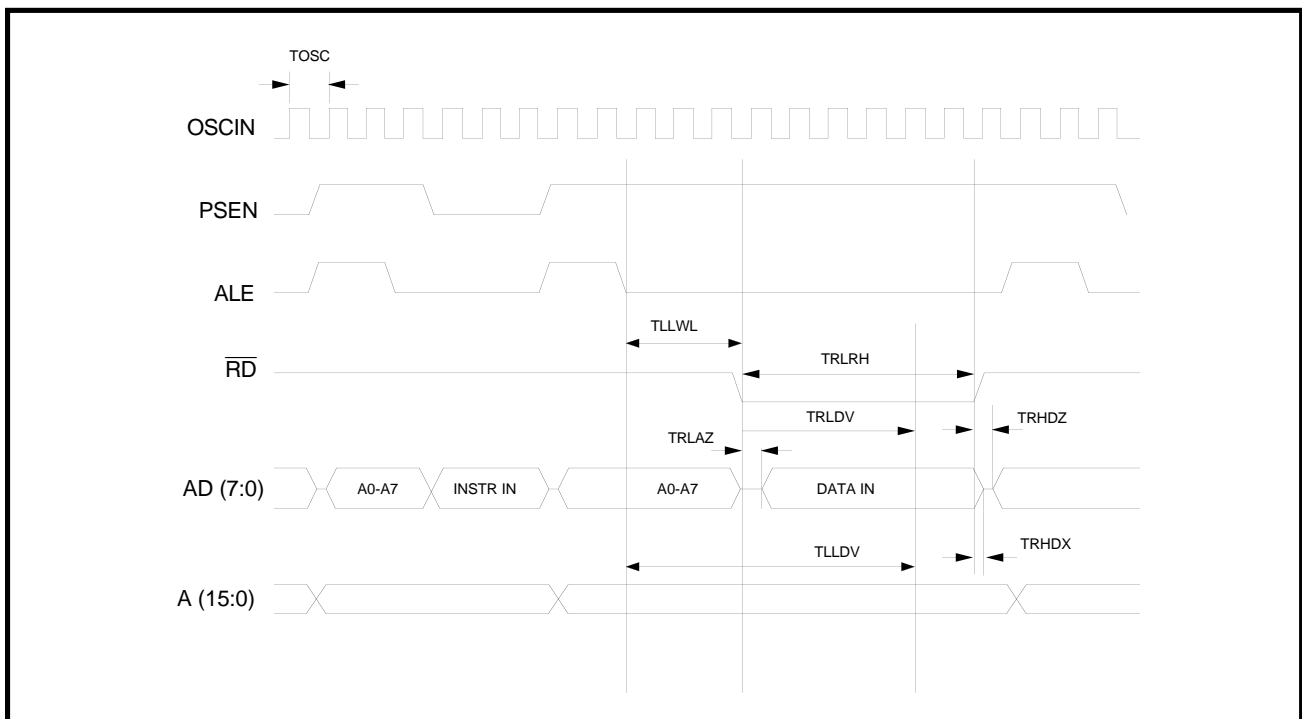 TOSC
OSCIN
PSEN
ALE
TLLWL
RD
TRLRH
TRLDV
TRHDZ
TRLAZ
AD (7:0)
A0-A7
INSTR IN
A0-A7
DATA IN
TRHDX
TLLDV
A (15:0)